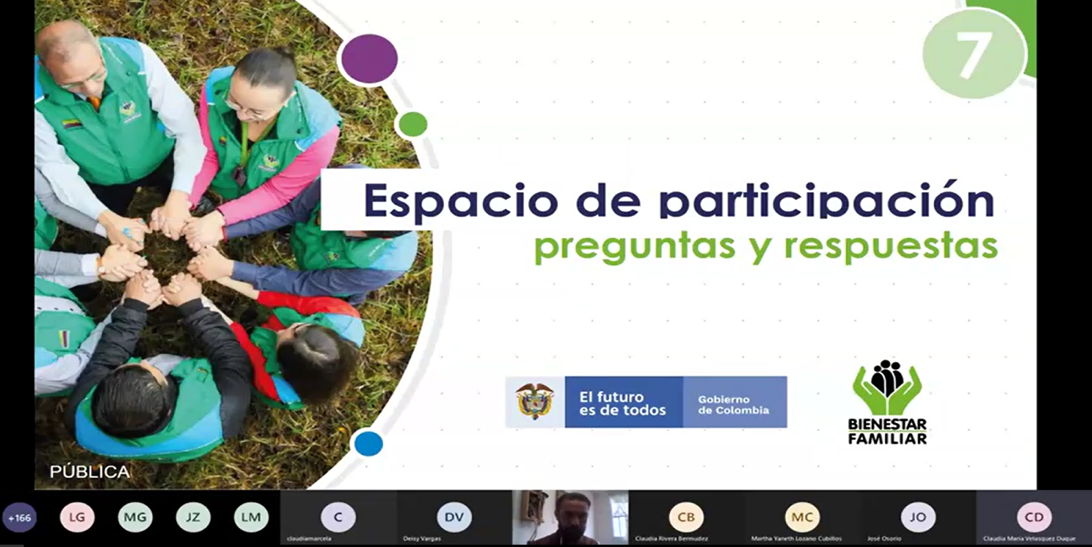 7
Espacio de participación
preguntas y respuestas
El futuro
es de todos
Gobierno
de Colombia
BIENESTAR
FAMILIAR
PÚBLICA
+166
LG
MG
JZ
LM
C
claudiamarcela
DV
Deisy Vargas
CB
Claudia Rivera Bermudez
MC
Martha Yaneth Lozano Cubillos
JO
José Osorio
CD
Claudia Maria Velasquez Duque